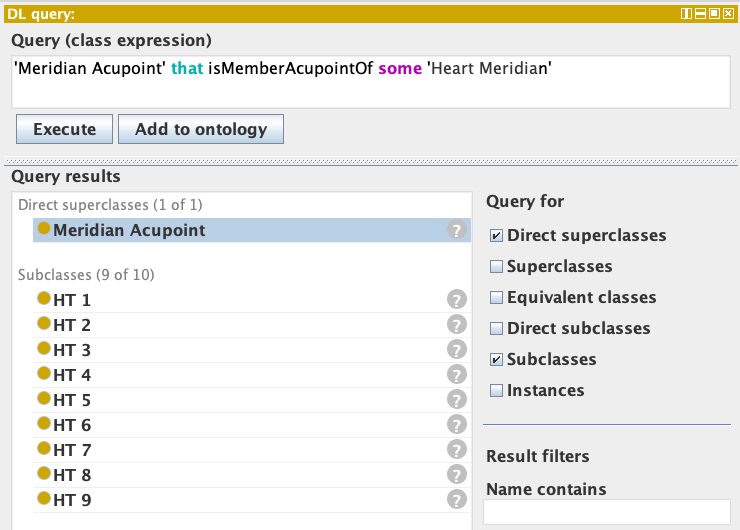 DL query:
Query (class expression)
'Meridian Acupoint' that isMemberAcupointOf some 'Heart Meridian'
Execute
Add to ontology
Query results
Direct superclasses (1 of 1)
Meridian Acupoint
?
Subclasses (9 of 10)
HT 1
?
HT 2
?
HT 3
?
HT 4
?
HT 5
?
HT 6
?
HT 7
?
HT 8
?
HT 9
?
Query for
Direct superclasses
Superclasses
Equivalent classes
Direct subclasses
Subclasses
Instances
Result filters
Name contains